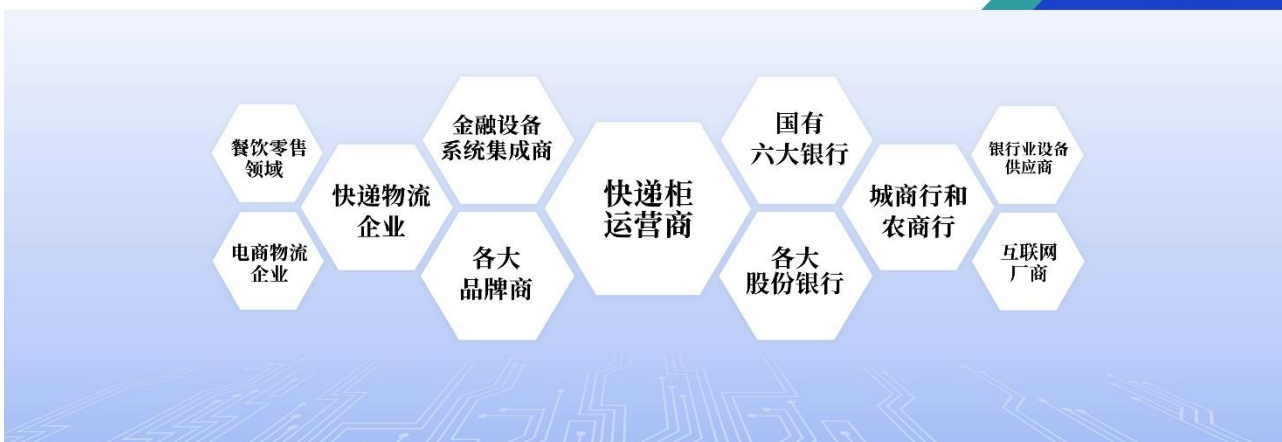 餐饮零售
领域
电商物流
企业
快递物流
企业
金融设备
系统集成商
各大
品牌商
快递柜
运营商
国有
六大银行
各大
股份银行
城商行和
农商行
银行业设备
供应商
互联网
厂商